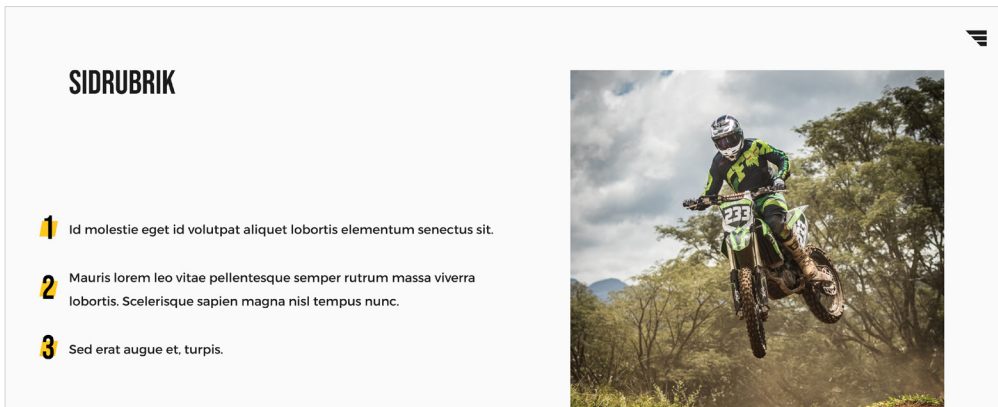 SIDRUBRIK
1 Id molestie eget id volutpat aliquet lobortis elementum senectus sit.
2 Mauris lorem leo vitae pellentesque semper rutrum massa viverra
lobortis. Scelerisque sapien magna nisl tempus nunc.
3 Sed erat augue et, turpis.
233